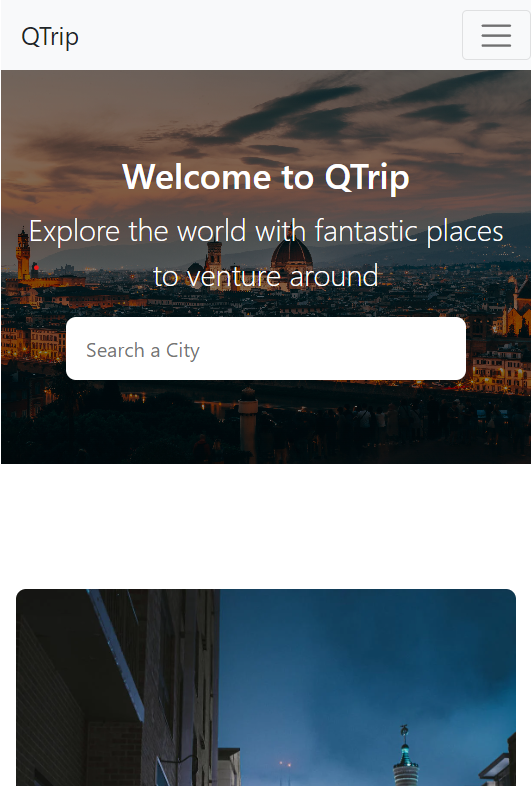 QTrip
Welcome to QTrip
Explore the world with fantastic places
to venture around
Search a City